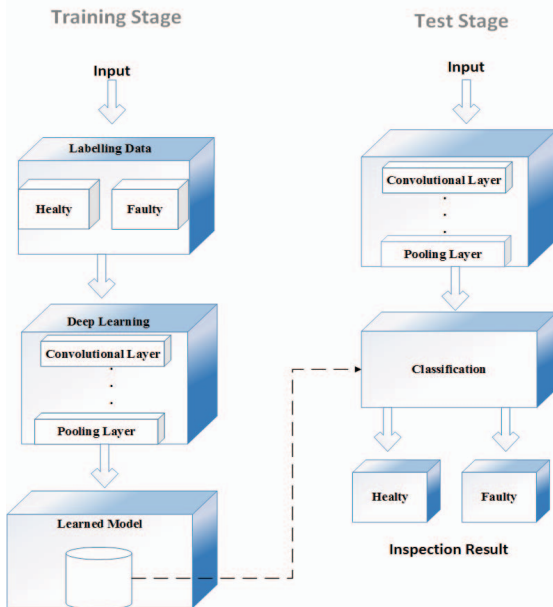 Training Stage
Input
Labelling Data
Healty
Faulty
Deep Learning
Convolutional Layer
Pooling Layer
Learned Model
Test Stage
Input
Convolutional Layer
Pooling Layer
Classification
Healty
Faulty
Inspection Result